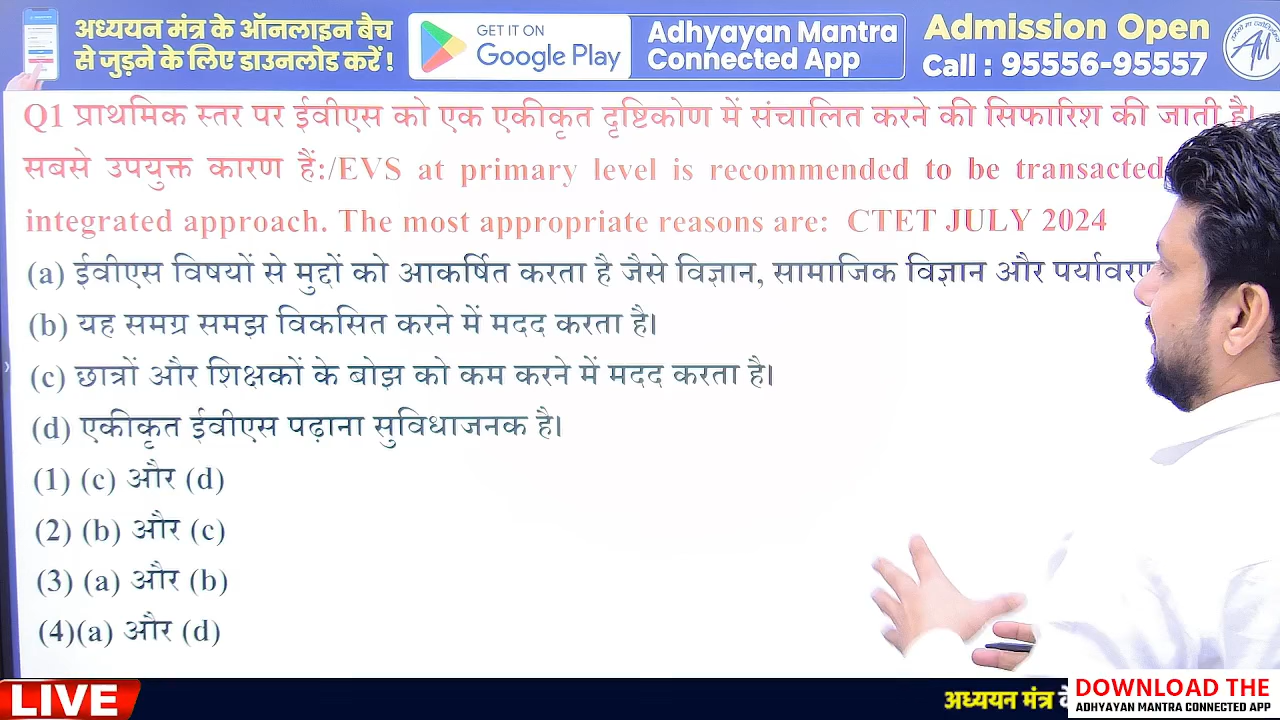 अध्ययन मंत्र के ऑनलाइन बैच
से जुड़ने के लिए डाउनलोड करें !
GET IT ON
Google Play
Adhyayan Mantra
Connected App
Admission Open
Call : 95556-95557
AM
Q1 प्राथमिक स्तर पर ईवीएस को एक एकीकृत दृष्टिकोण में संचालित करने की सिफारिश की जाती है।
सबसे उपयुक्त कारण हैं:/EVS at primary level is recommended to be transacted
integrated approach. The most appropriate reasons are: CTET JULY 2024
(a) ईवीएस विषयों से मुद्दों को आकर्षित करता है जैसे विज्ञान, सामाजिक विज्ञान और
(b) यह समग्र समझ विकसित करने में मदद करता है।
(c) छात्रों और शिक्षकों के बोझ को कम करने में मदद करता है।
(d) एकीकृत ईवीएस पढ़ाना सुविधाजनक है।
(1) (c) और (d)
(2) (b) और (c)
(3) (a) और (b)
(4)(a) और (d)
LIVE
अध्ययन मंत्र
DOWNLOAD THE
ADHYAYAN MANTRA CONNECTED APP